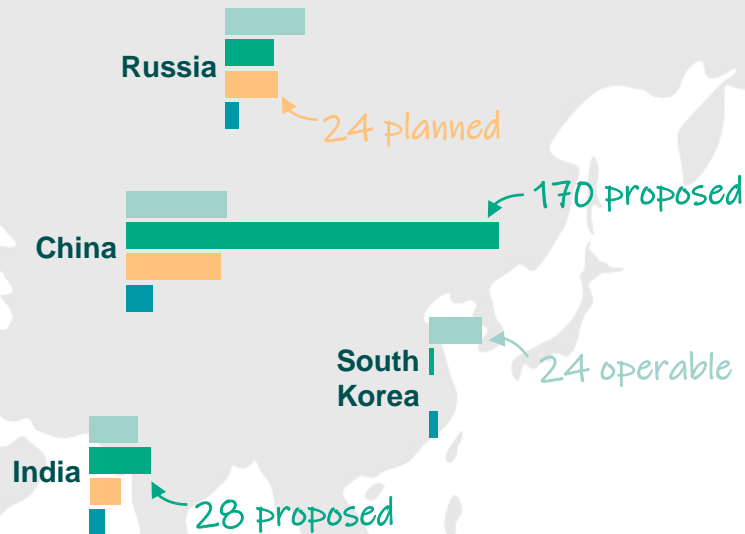 Russia
24 planned
170 proposed
China
South
Korea
24 operable
India
28 proposed